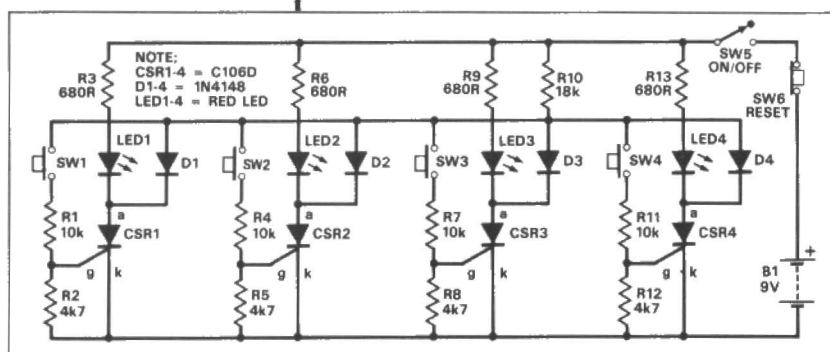 NOTE;
CSR1-4 = C106D
D1-4 = 1N4148
LED1-4 = RED LED
R3
680R
R6
680R
R9
680R
R10
18k
R13
680R
SW5
ON/OFF
SW6
RESET
SW1
LED1
D1
SW2
LED2
D2
SW3
LED3
D3
SW4
LED4
D4
R1
10k
a
CSR1
R4
10k
a
CSR2
R7
10k
a
CSR3
R11
10k
a
CSR4
g
k
g
k
g
k
g
k
R2
4k7
R5
4k7
R8
4k7
R12
4k7
B1
9V
+